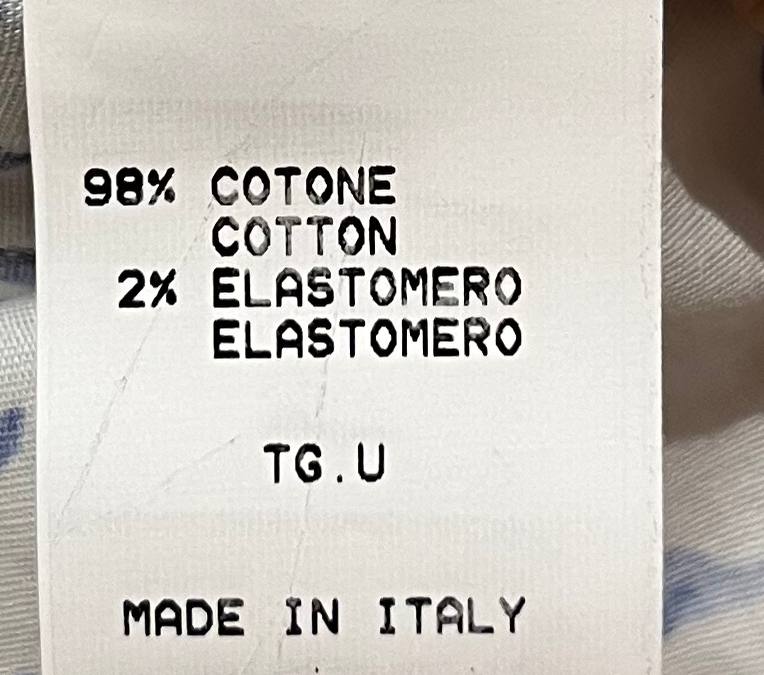 98% COTONE
COTTON
2% ELASTOMERO
ELASTOMERO
TG.U
MADE IN ITALY